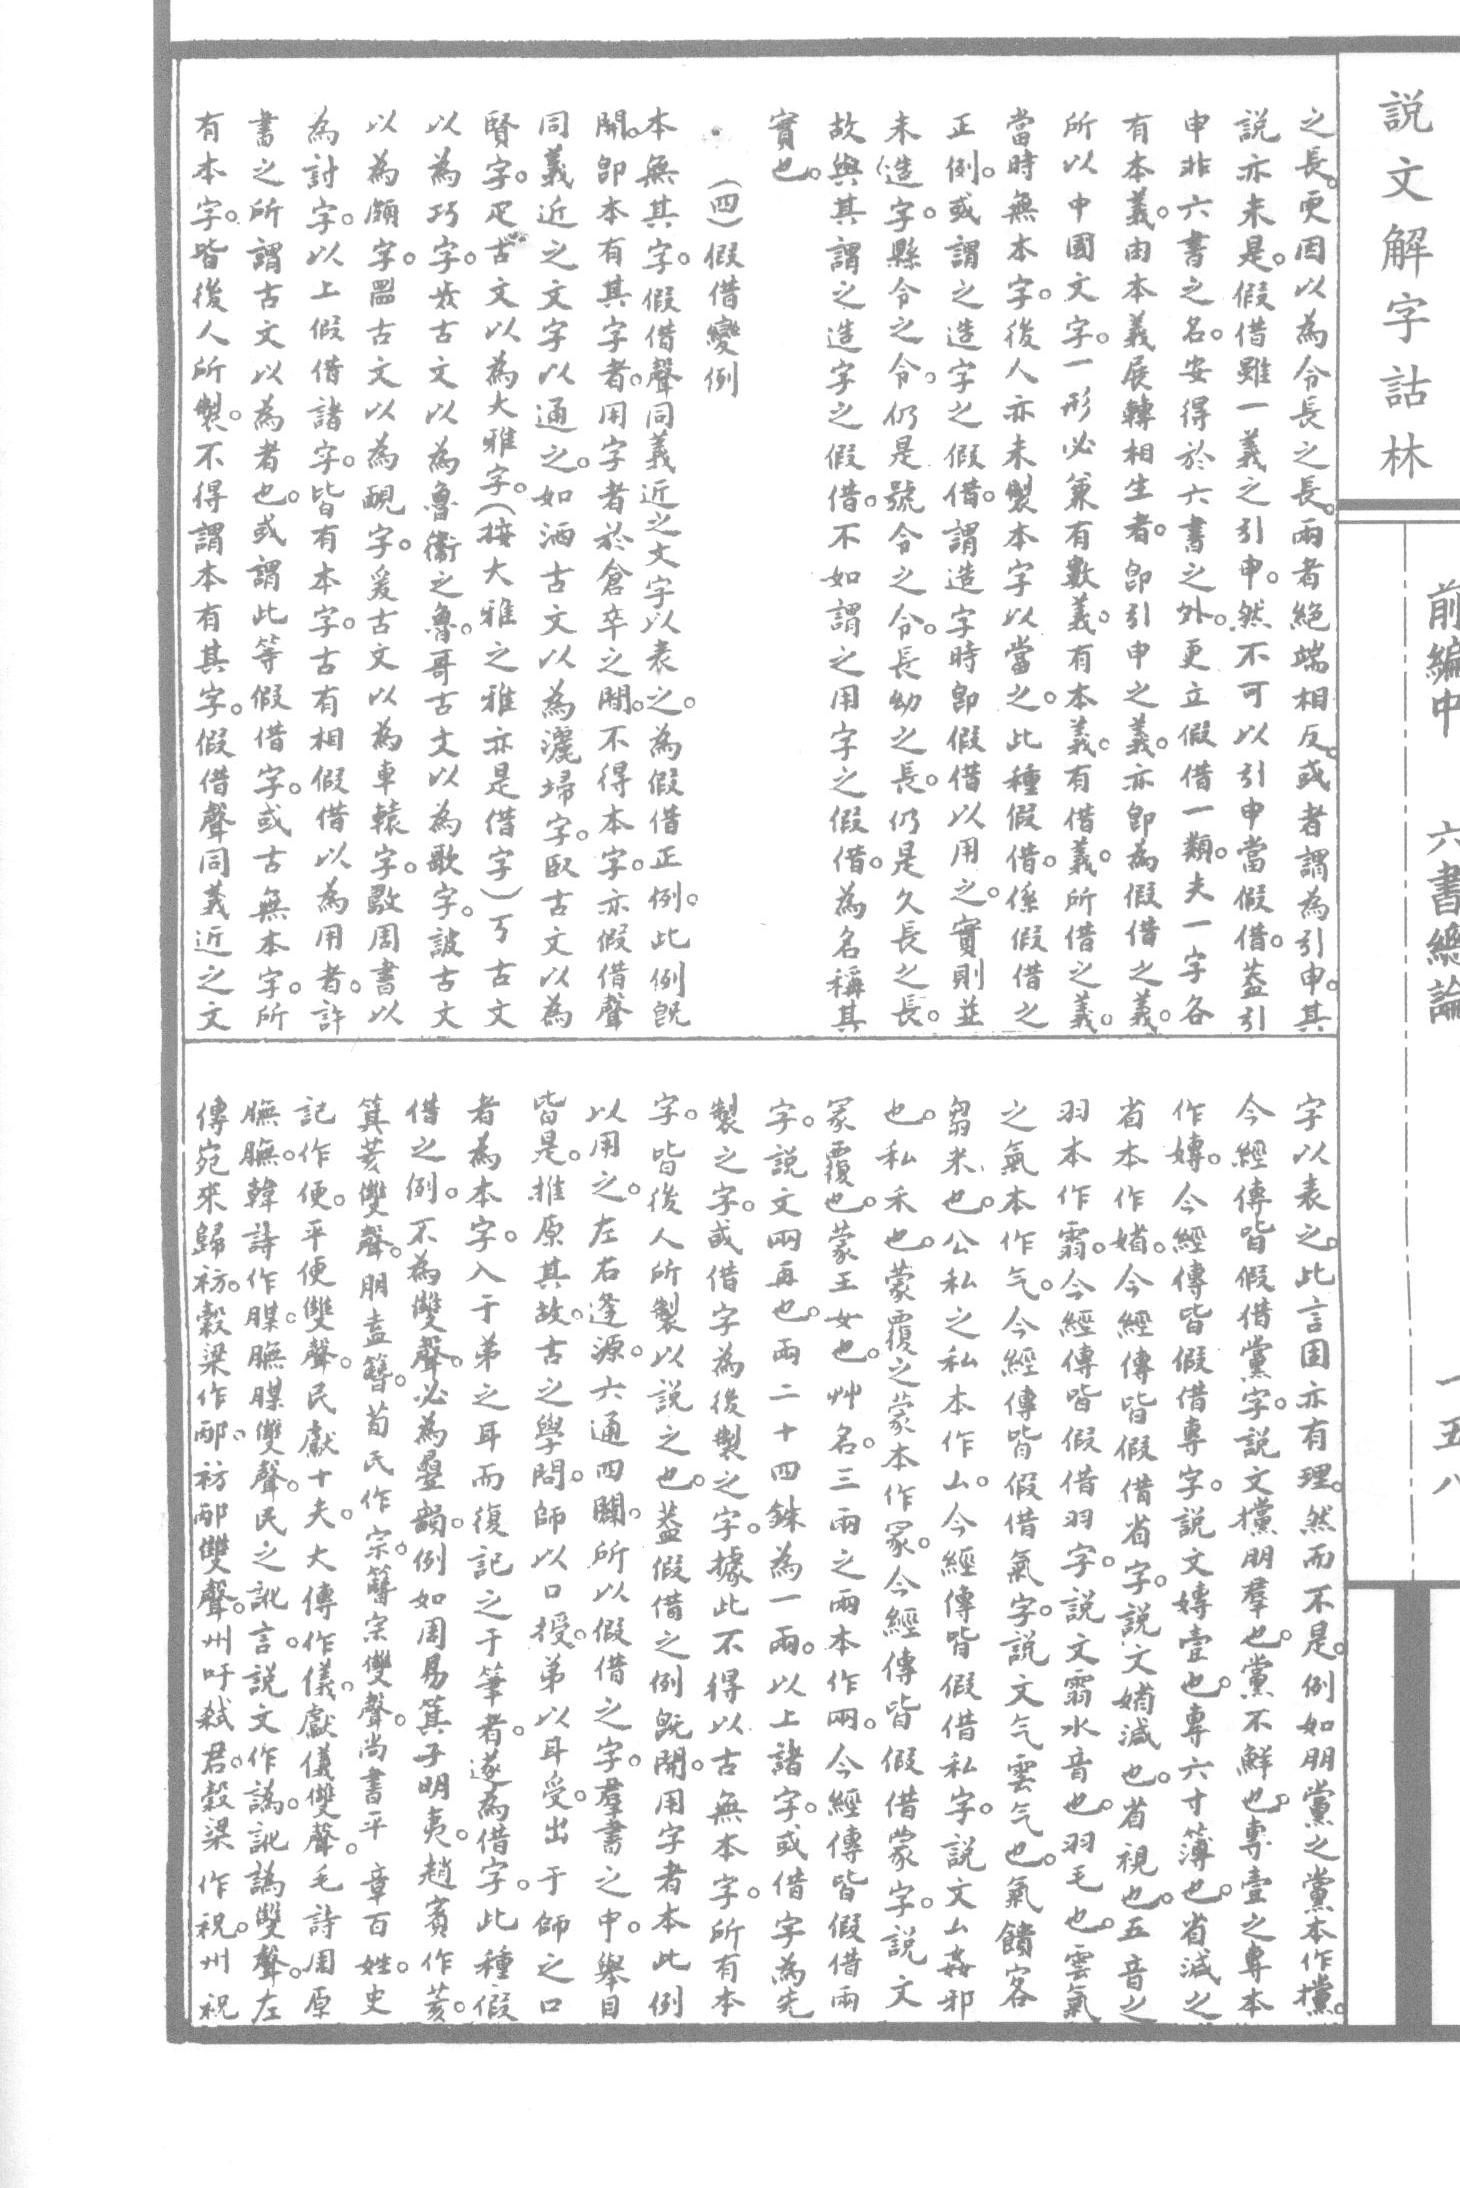 說文解字詁林
前編中　六書總論　一五八
之長。更因以為令長之長。兩者絕端相反。或者謂為引申。其
說亦未是。假借雖一義之引申。然不可以引申當假借。蓋引
申非六書之名。安得於六書之外。更立假借一類。夫一字各
有本義。由本義展轉相生者。卽引申之義。亦卽為假借之義。
所以中國文字。一形必兼有數義。有本義。有借義。所借之義。
當時無本字。後人亦未製本字以當之。此種假借。係假借之
正例。或謂之造字之假借。謂造字時卽假借以用之。實則並
未造字。縣令之令。仍是號令之令。長幼之長。仍是久長之長。
故與其謂之造字之假借。不如謂之用字之假借。為名稱其
實也。
（四）假借變例
本無其字。假借聲同義近之文字以表之。為假借正例。此例旣
開。卽本有其字者。用字者於倉卒之間。不得本字。亦假借聲
同義近之文字以通之。如洒古文以為灑埽字。臤古文以為
賢字。疋古文以為大雅字。（按大雅之雅亦是借字）丂古文
以為巧字。㱙古文以為魯衞之魯。哥古文以為歌字。詖古文
以為頗字。𥁕古文以為䩄字。爰古文以為車轅字。𣀳周書以
為討字。以上假借諸字。皆有本字。古有相假借以為用者。許
書之所謂古文以為者也。或謂此等假借字。或古無本字。所
有本字。皆後人所製。不得謂本有其字。假借聲同義近之文
字以表之。此言固亦有理。然而不是。例如朋黨之黨本作攩。
今經傳皆假借黨字。說文攩朋羣也。黨不鮮也。專壹之專本
作嫥。今經傳皆假借專字。說文嫥壹也。專六寸簿也。省減之
省本作㛭。今經傳皆假借省字。說文㛭減也。省視也。五音之
羽本作䨞。今經傳皆假借羽字。說文䨞水音也。羽毛也。雲氣
之氣本作气。今經傳皆假借氣字。說文气雲气也。氣饋客
芻米也。公私之私本作厶。今經傳皆假借私字。說文厶姦邪
也。私禾也。蒙覆之蒙本作冡。今經傳皆假借蒙字。說文
冡覆也。蒙王女也。艸名。三兩之兩本作㒳。今經傳皆假借兩
字。說文㒳再也。兩二十四銖為一兩。以上諸字。或借字為先
製之字。或借字為後製之字。據此不得以古無本字。所有本
字。皆後人所製以說之也。蓋假借之例旣開。用字者本此例
以用之。左右逢源。六通四闢。所以假借之字。羣書之中。舉目
皆是。推原其故。古之學問。師以口授。弟以耳受。出于師之口
者為本字。入于弟之耳而復記之于筆者。遂為借字。此種假
借之例。不為雙聲。必為疊韻。例如周易箕子明夷。趙賓作荄。
箕荄雙聲。朋盍簪。荀氏作宗。簪宗雙聲。尚書平章百姓。史
記作便。平便雙聲。民獻十夫。大傳作儀。獻儀雙聲。毛詩周原
膴膴。韓詩作腜。膴腜雙聲。民之訛言。說文作譌。訛譌雙聲。左
傳宛來歸祊。穀梁作邴。祊邴雙聲。州吁弒君。穀梁作祝。州祝